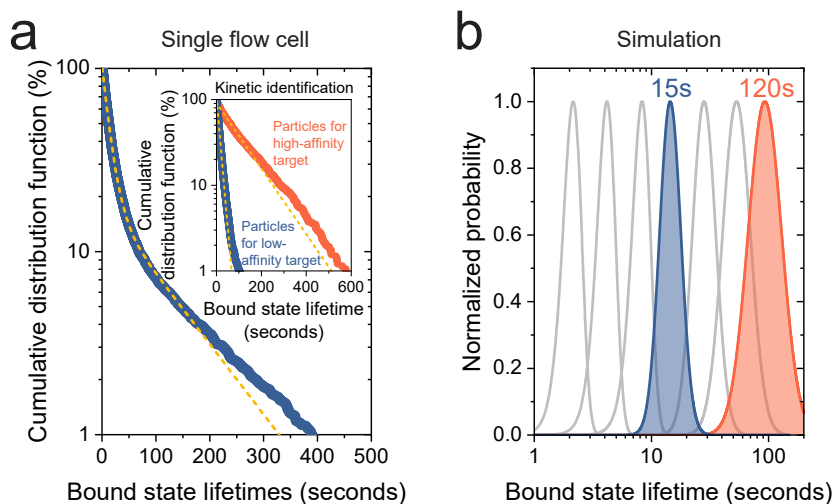 a
Single flow cell
Cumulative distribution function (%)
100
10
1
0
100
200
300
400
500
Bound state lifetimes (seconds)
Kinetic identification
Cumulative
distribution function (%)
100
10
1
0
200
400
600
Particles for
high-affinity
target
Particles
for low-
affinity target
Bound state lifetime
(seconds)
b
Simulation
15s
120s
Normalized probability
1.0
0.8
0.6
0.4
0.2
0.0
1
10
100
Bound state lifetime (seconds)